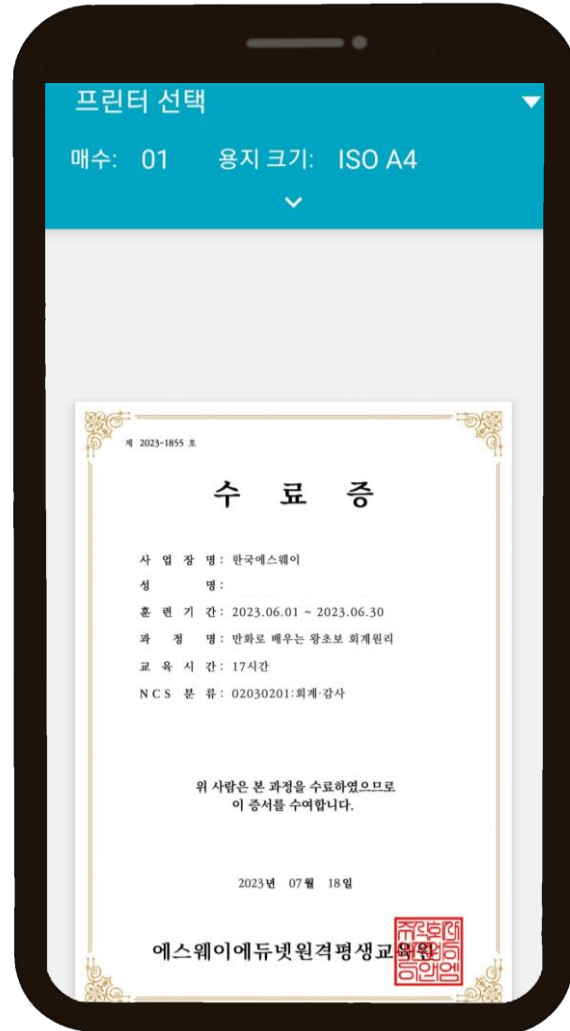 프린터 선택
매수: 01 용지 크기: ISO A4
제 2023-1855 호
수 료 증
사 업 장 명 : 한국에스웨이
성 명 :
훈 련 기 간 : 2023.06.01 ~ 2023.06.30
과 정 명 : 만화로 배우는 왕초보 회계원리
교 육 시 간 : 17시간
NCS 분 류 : 02030201:회계·감사
위 사람은 본 과정을 수료하였으므로
이 증서를 수여합니다.
2023년 07월 18일
에스웨이에듀넷원격평생교육원